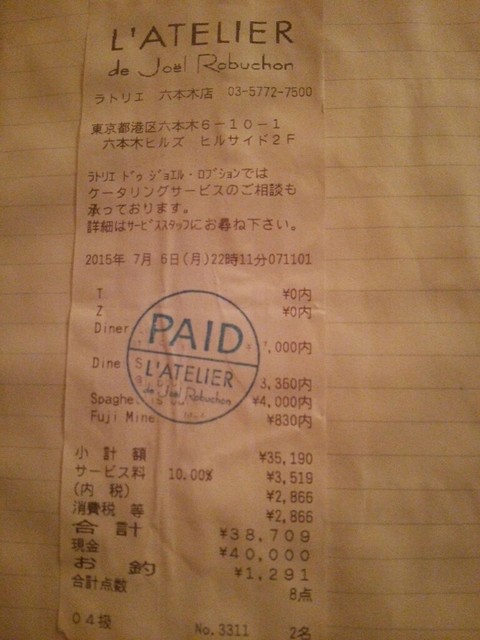 L'ATELIER
de Joël Robuchon
ラトリエ 六本木店 03-5772-7500
東京都港区六本木6-10-1
六本木ヒルズ ヒルサイド2F
ﾗﾄﾘｴ ﾄﾞｩ ｼﾞｮｴﾙ・ﾛﾌﾞｼｮﾝでは
ケータリングサービスのご相談も
承っております。
詳細はｻｰﾋﾞｽｽﾀｯﾌにお尋ね下さい。
2015年 7月 6日(月)22時11分071101
T ¥0内
Z ¥0内
Diner ,000内
PAID
L'ATELIER
de Joël Robuchon
Dine S 3,360内
Spaghe ¥4,000内
Fuji Mine ¥830内
小 計 額 ¥35,190
サービス料 10.00% ¥3,519
(内 税) ¥2,866
消費税 等 ¥2,866
合 計 ¥38,709
現金 ¥40,000
お 釣 ¥1,291
合計点数 8点
04扱 No.3311 2名